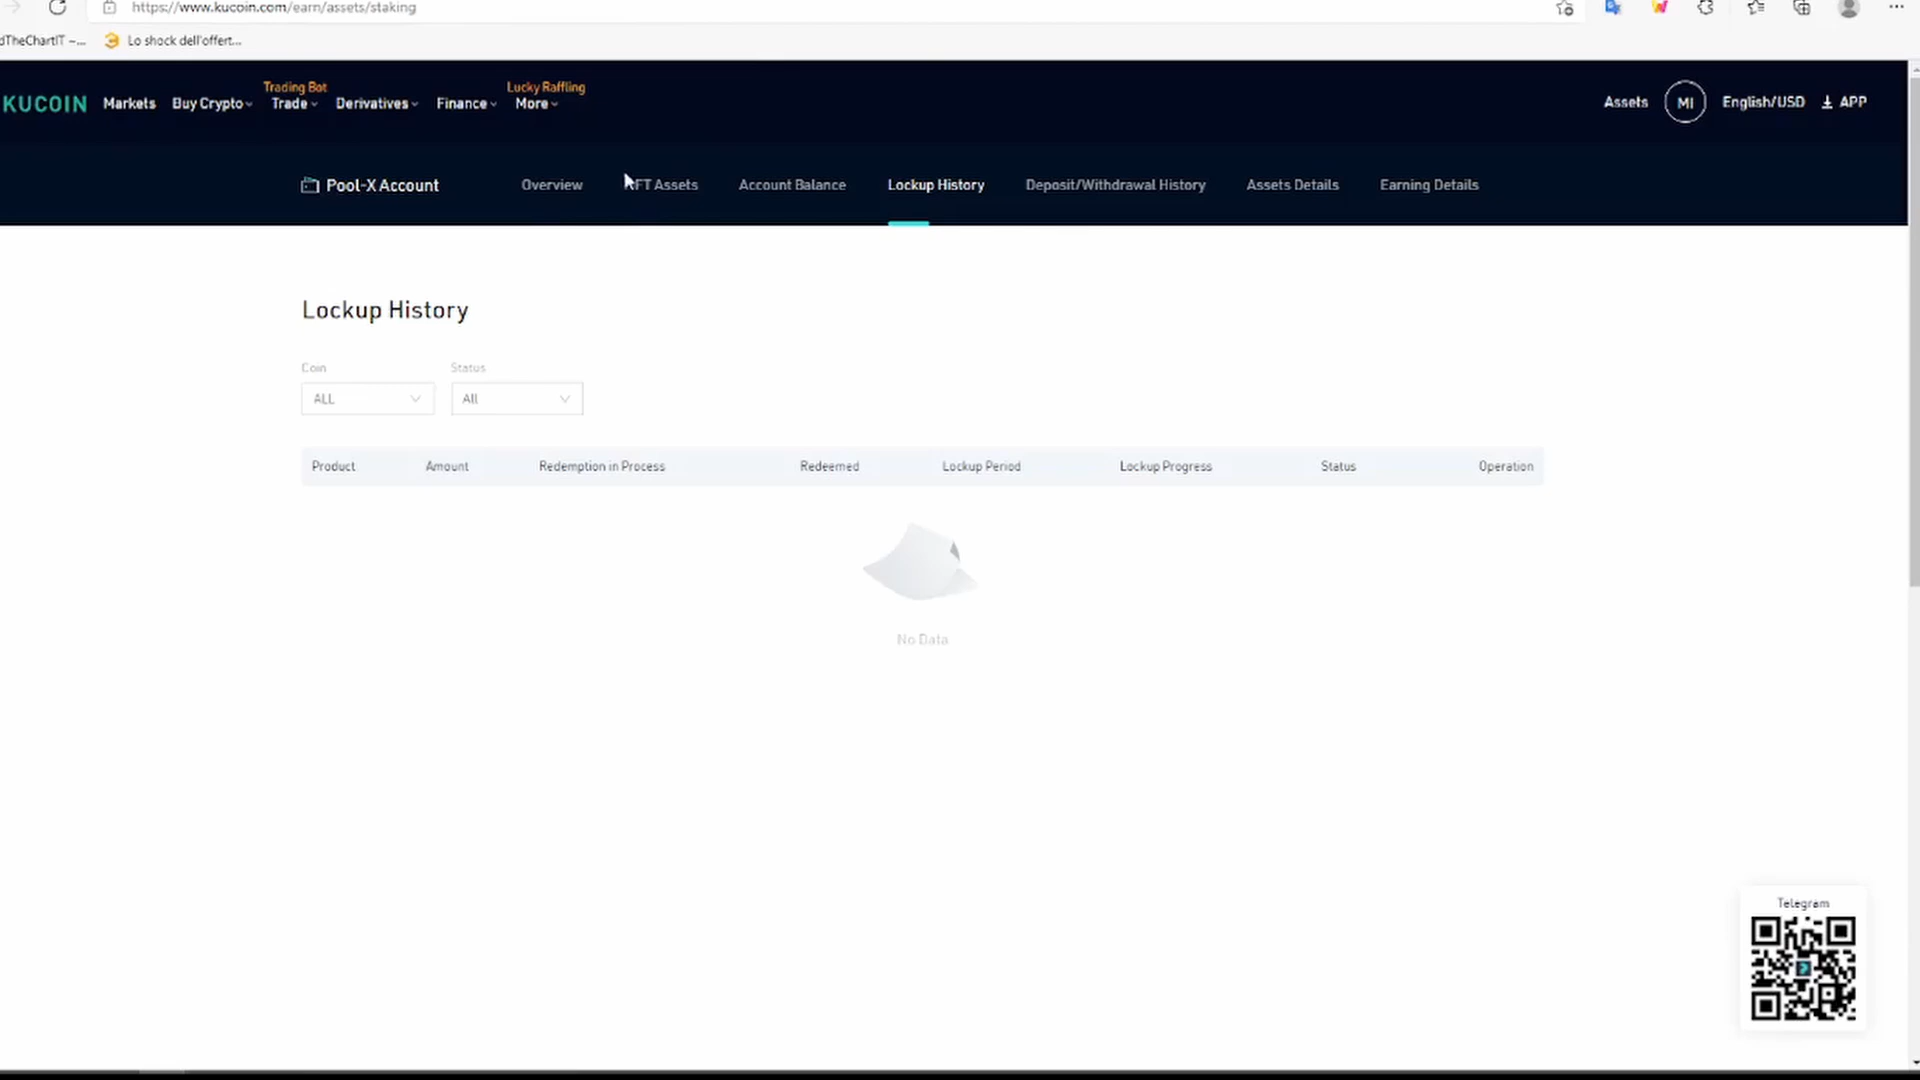 https://www.kucoin.com/earn/assets/staking
dTheChartIT –... Lo shock dell'offert...
Trading Bot Lucky Raffling
KUCOIN Markets Buy Crypto Trade Derivatives Finance More Assets MI English/USD APP
Pool-X Account Overview FT Assets Account Balance Lockup History Deposit/Withdrawal History Assets Details Earning Details
Lockup History
Coin Status
ALL All
Product Amount Redemption in Process Redeemed Lockup Period Lockup Progress Status Operation
No Data
Telegram